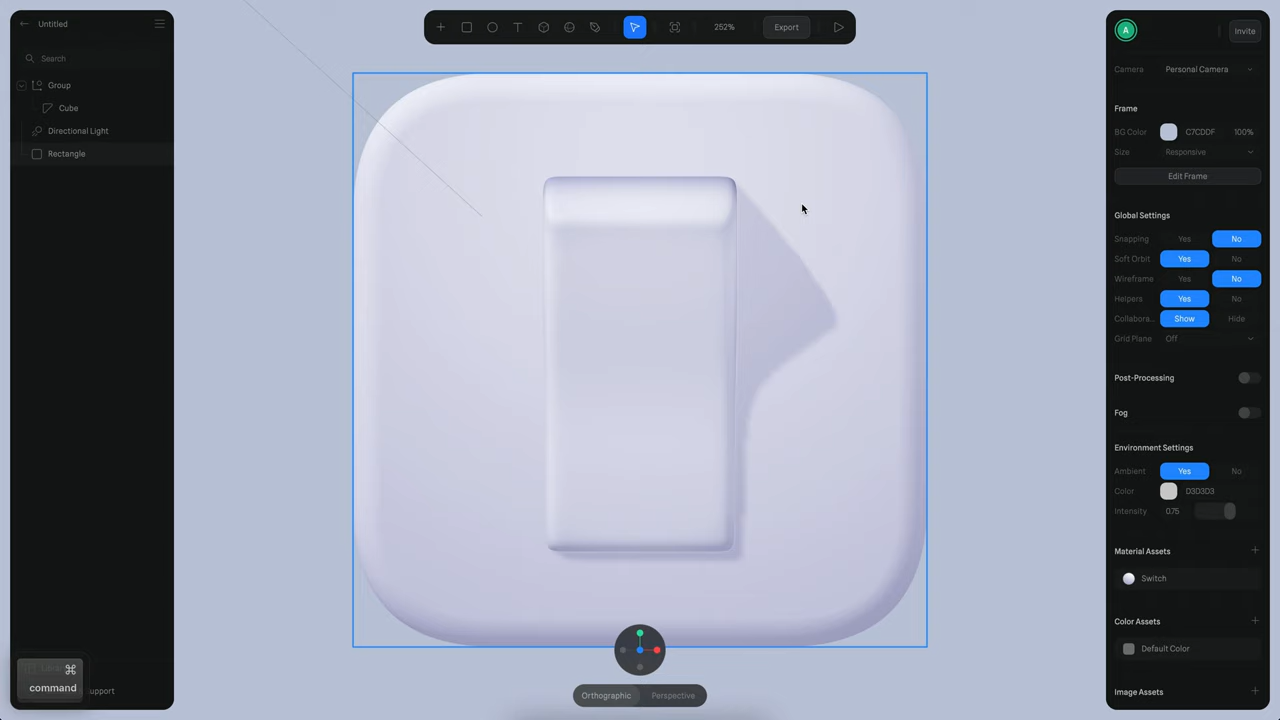 Untitled
Search
Group
Cube
Directional Light
Rectangle
⌘
command
upport
252%
Export
Orthographic
Perspective
A
Invite
Camera Personal Camera
Frame
BG Color C7CDDF 100%
Size Responsive
Edit Frame
Global Settings
Snapping Yes No
Soft Orbit Yes No
Wireframe Yes No
Helpers Yes No
Collabora... Show Hide
Grid Plane Off
Post-Processing
Fog
Environment Settings
Ambient Yes No
Color D3D3D3
Intensity 0.75
Material Assets
Switch
Color Assets
Default Color
Image Assets